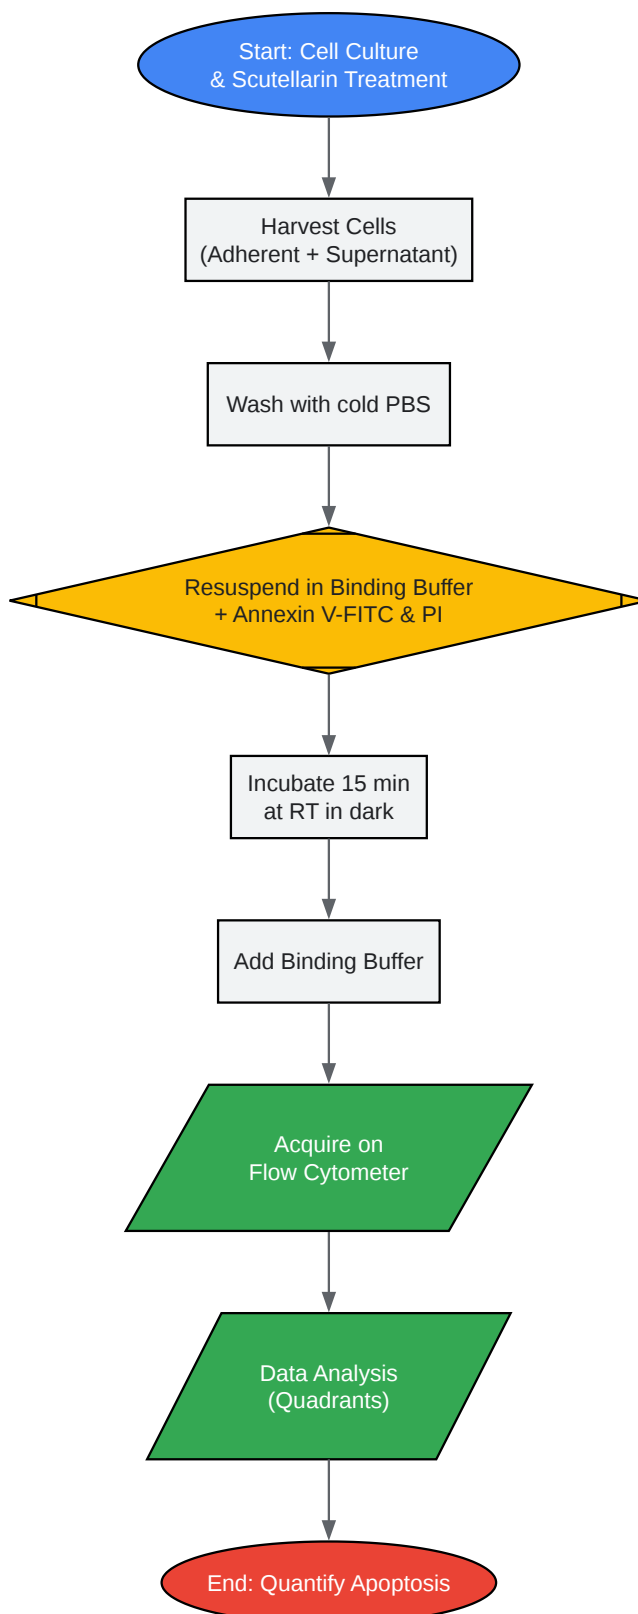 Start: Cell Culture
& Scutellarin Treatment
Harvest Cells
(Adherent + Supernatant)
Wash with cold PBS
Resuspend in Binding Buffer
+ Annexin V-FITC & PI
Incubate 15 min
at RT in dark
Add Binding Buffer
Acquire on
Flow Cytometer
Data Analysis
(Quadrants)
End: Quantify Apoptosis